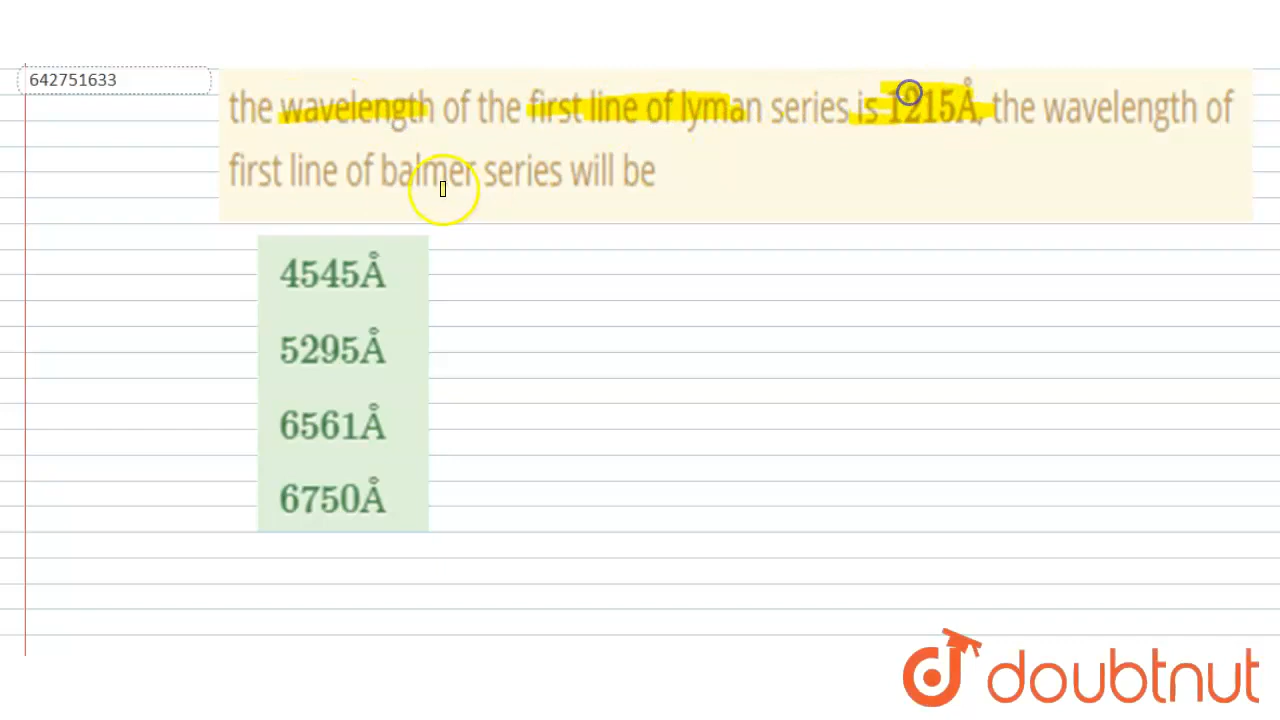 642751633
the wavelength of the first line of lyman series is 1215Å, the wavelength of
first line of balmer series will be
4545Å
5295Å
6561Å
6750Å
doubtnut